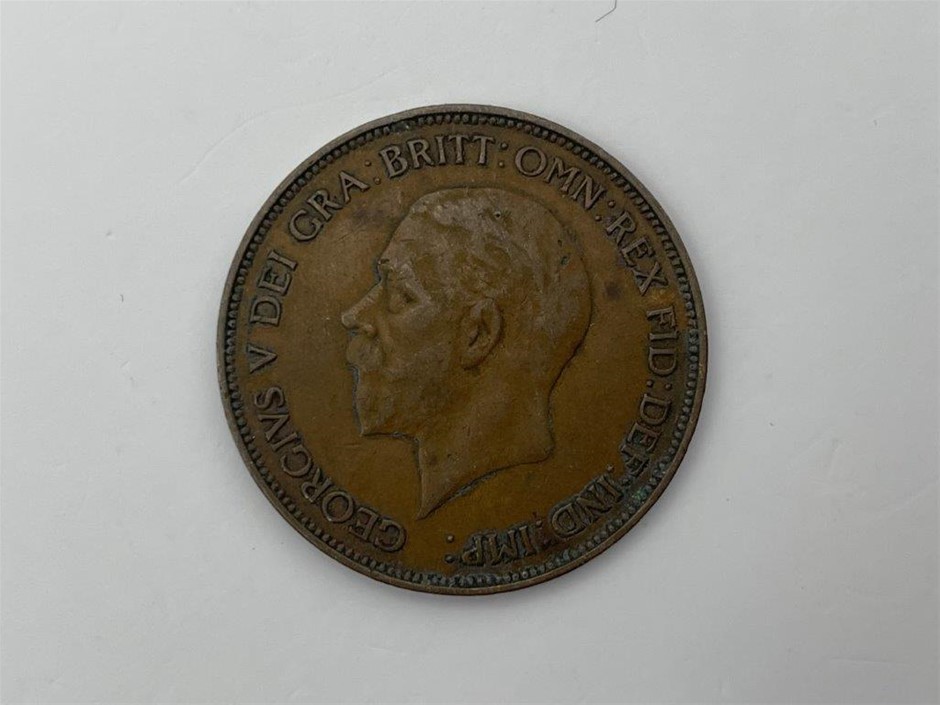 GEORGIVS V DEI GRA: BRITT: OMN: REX FID: DEF: IND: IMP: